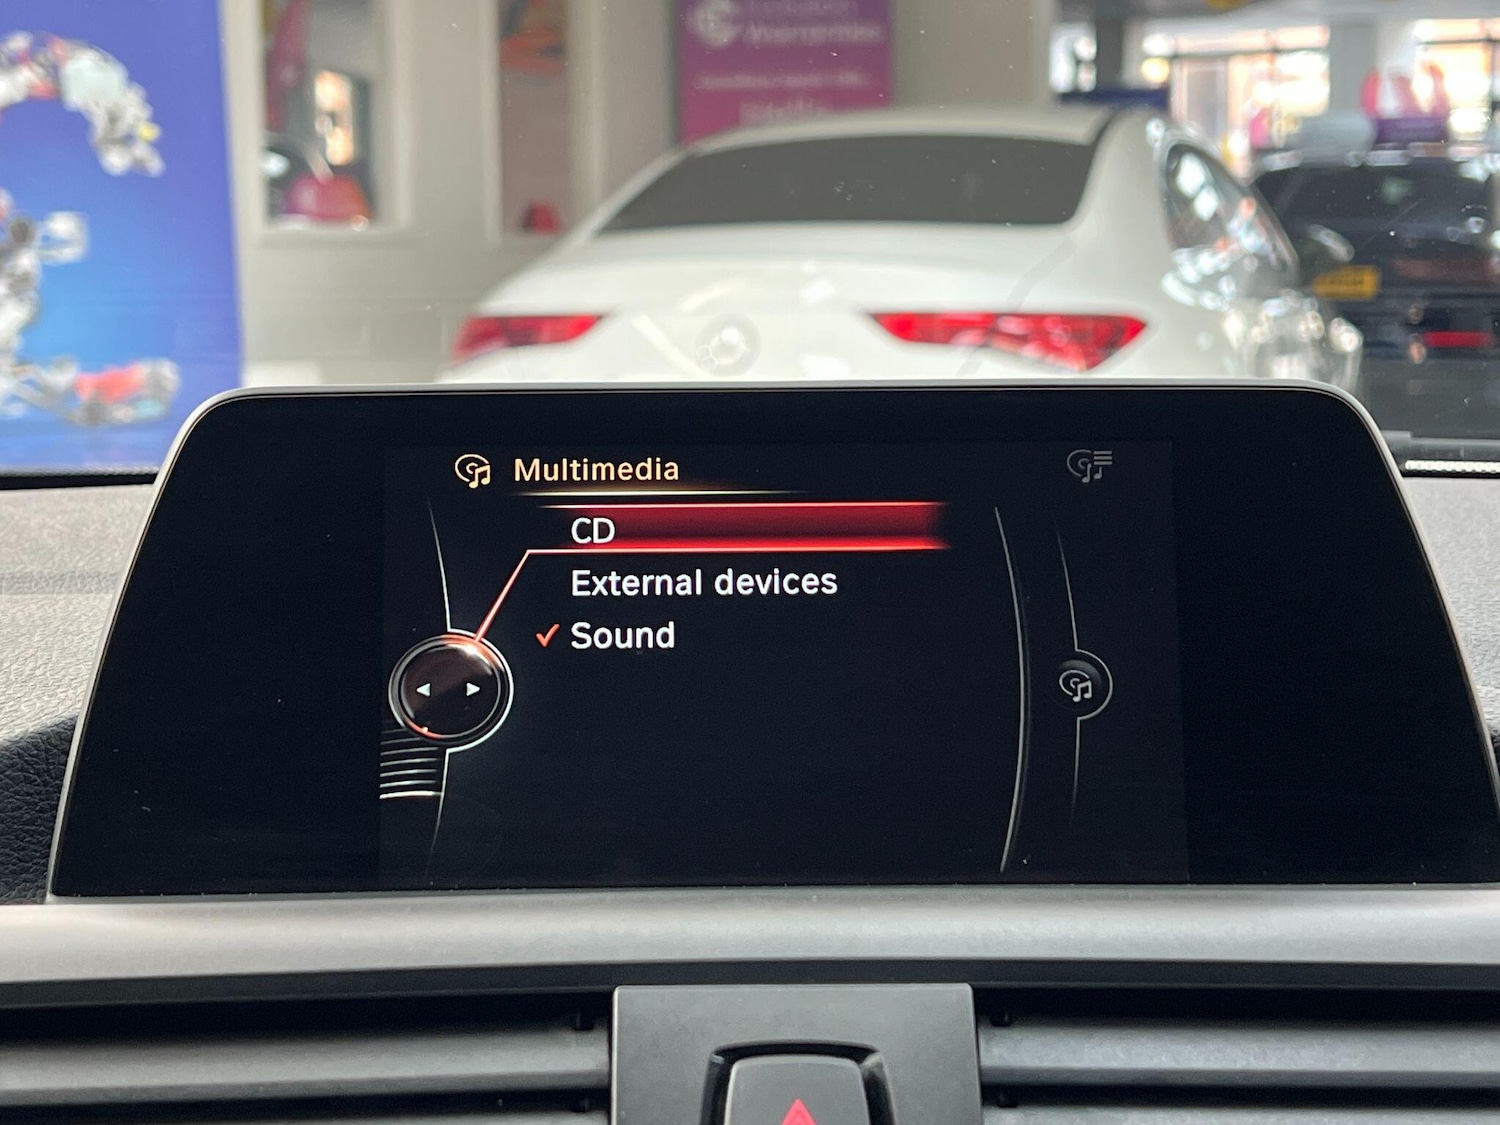 Multimedia
CD
External devices
Sound